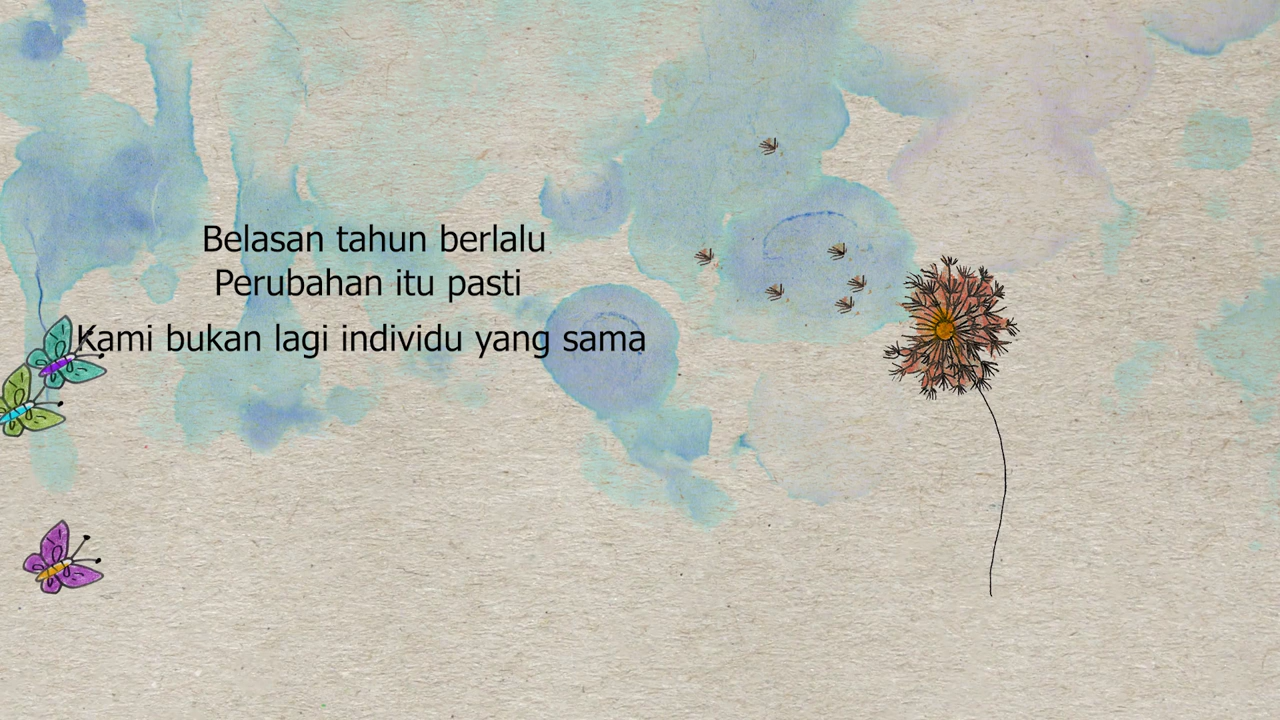 Belasan tahun berlalu
Perubahan itu pasti
Kami bukan lagi individu yang sama